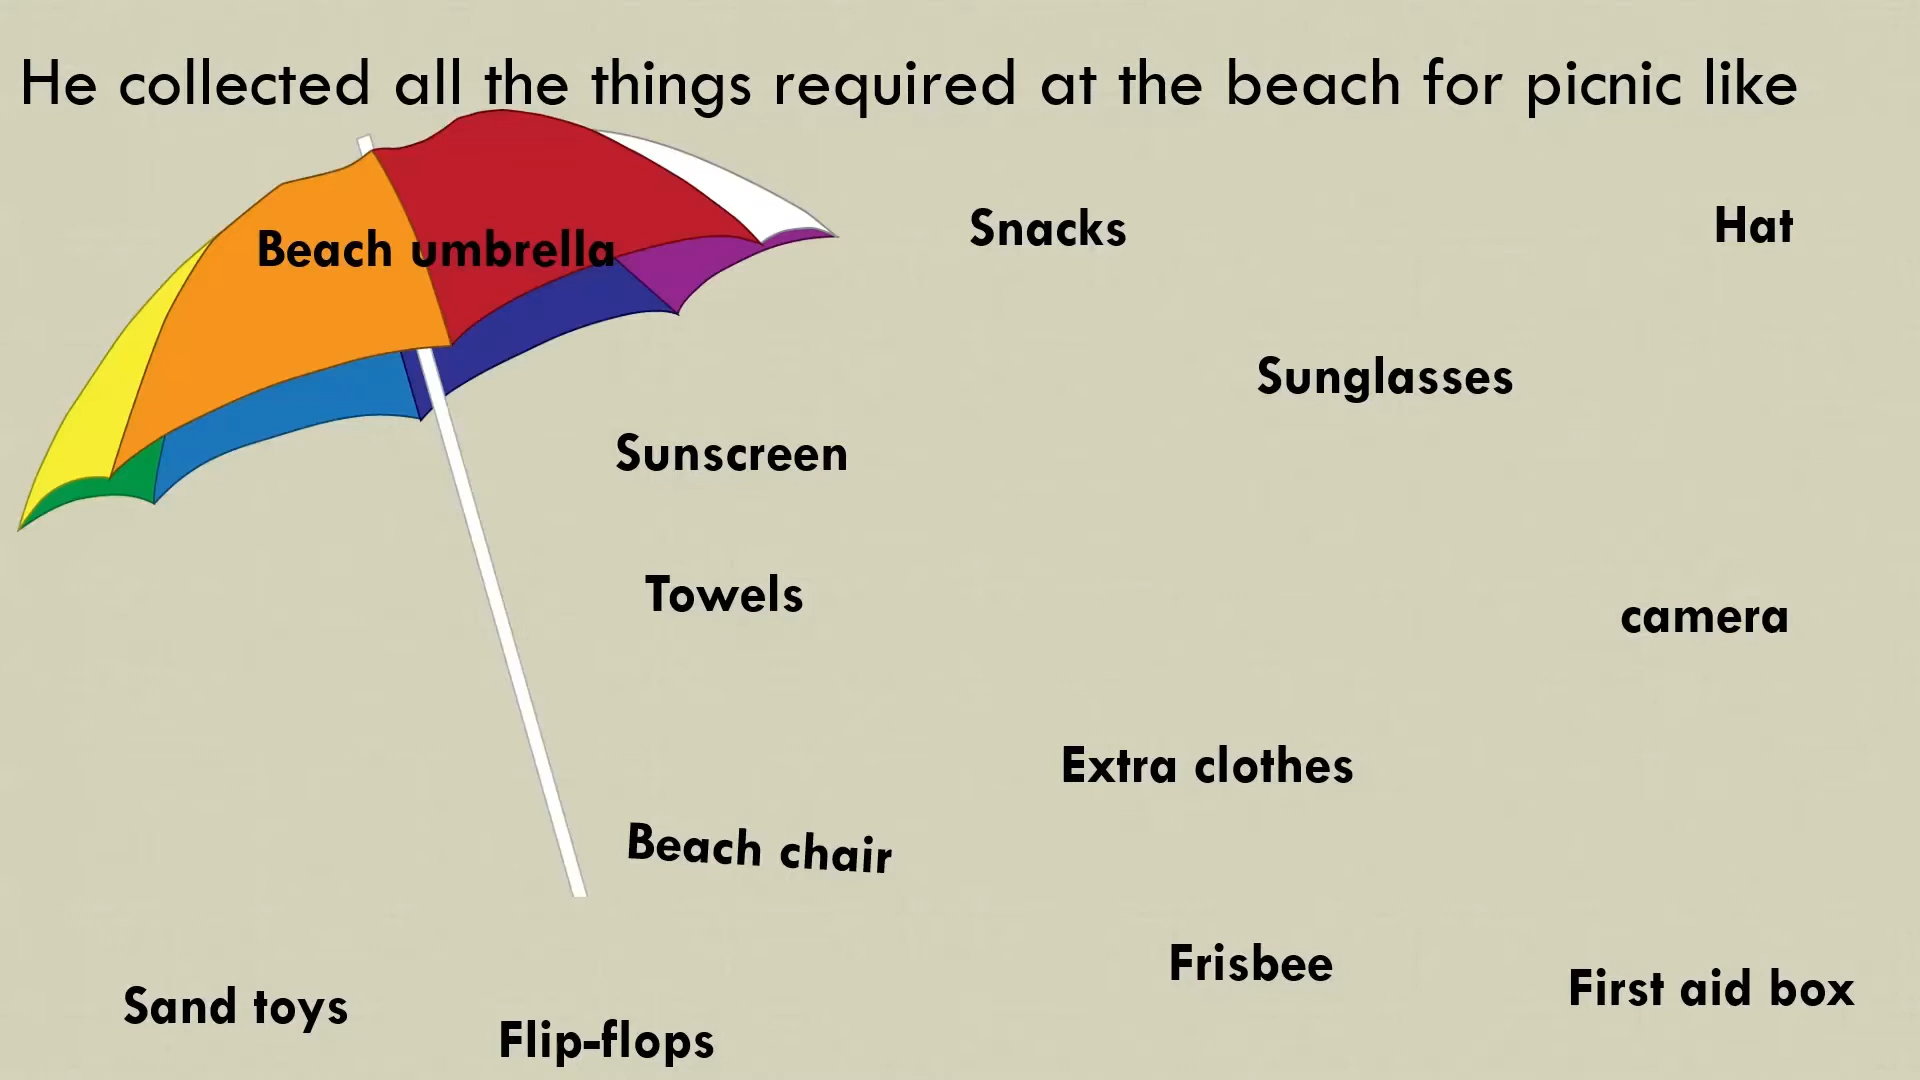 He collected all the things required at the beach for picnic like
Beach umbrella
Snacks
Hat
Sunglasses
Sunscreen
Towels
camera
Extra clothes
Beach chair
Frisbee
First aid box
Sand toys
Flip-flops